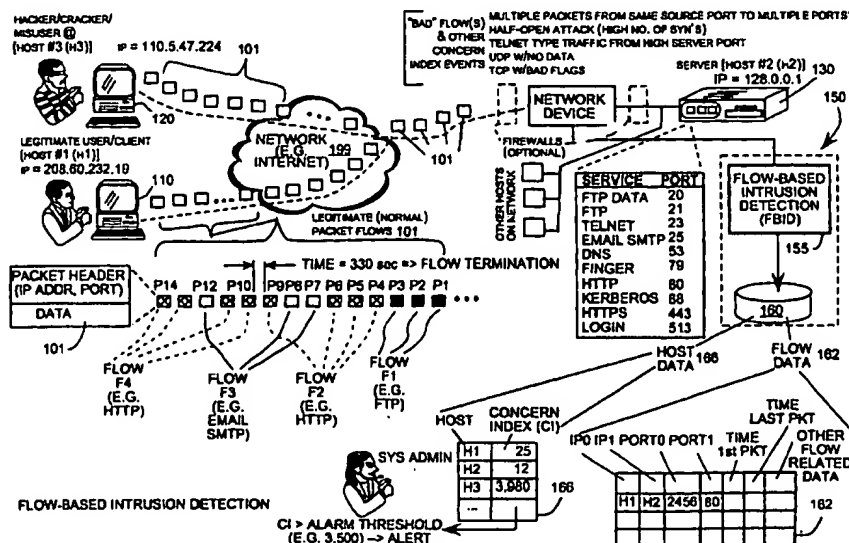 HACKER/CRACKER/
MISUSER @
[HOST #3 (H3)]
IP = 110.5.47.224
101
120
"BAD" FLOW(S)
& OTHER
CONCERN
INDEX EVENTS
MULTIPLE PACKETS FROM SAME SOURCE PORT TO MULTIPLE PORTS
HALF-OPEN ATTACK (HIGH NO. OF SYN'S)
TELNET TYPE TRAFFIC FROM HIGH SERVER PORT
UDP W/NO DATA
TCP W/BAD FLAGS
SERVER [HOST #2 (H2)]
IP = 128.0.0.1
130
NETWORK
DEVICE
150
LEGITIMATE USER/CLIENT
[HOST #1 (H1)]
IP = 208.60.232.19
110
NETWORK
(E.G.
INTERNET)
199
101
FIREWALLS
(OPTIONAL)
OTHER HOSTS
ON NETWORK
SERVICE PORT
FTP DATA 20
FTP 21
TELNET 23
EMAIL SMTP 25
DNS 53
FINGER 79
HTTP 80
KERBEROS 88
HTTPS 443
LOGIN 513
FLOW-BASED
INTRUSION
DETECTION
(FBID)
155
160
LEGITIMATE (NORMAL)
PACKET FLOWS 101
TIME = 330 sec => FLOW TERMINATION
PACKET HEADER
(IP ADDR, PORT)
DATA
101
P14 P12 P10 P9 P8 P7 P6 P5 P4 P3 P2 P1
FLOW
F4
(E.G.
HTTP)
FLOW
F3
(E.G.
EMAIL
SMTP)
FLOW
F2
(E.G.
HTTP)
FLOW
F1
(E.G.
FTP)
HOST
DATA 166
FLOW
DATA 162
HOST
CONCERN
INDEX (CI)
H1 25
H2 12
H3 3,980
...
166
SYS ADMIN
CI > ALARM THRESHOLD
(E.G. 3,500) -> ALERT
IP0 IP1 PORT0 PORT1
TIME
1st PKT
TIME
LAST PKT
OTHER
FLOW
RELATED
DATA
H1 H2 2456 80
162
FLOW-BASED INTRUSION DETECTION